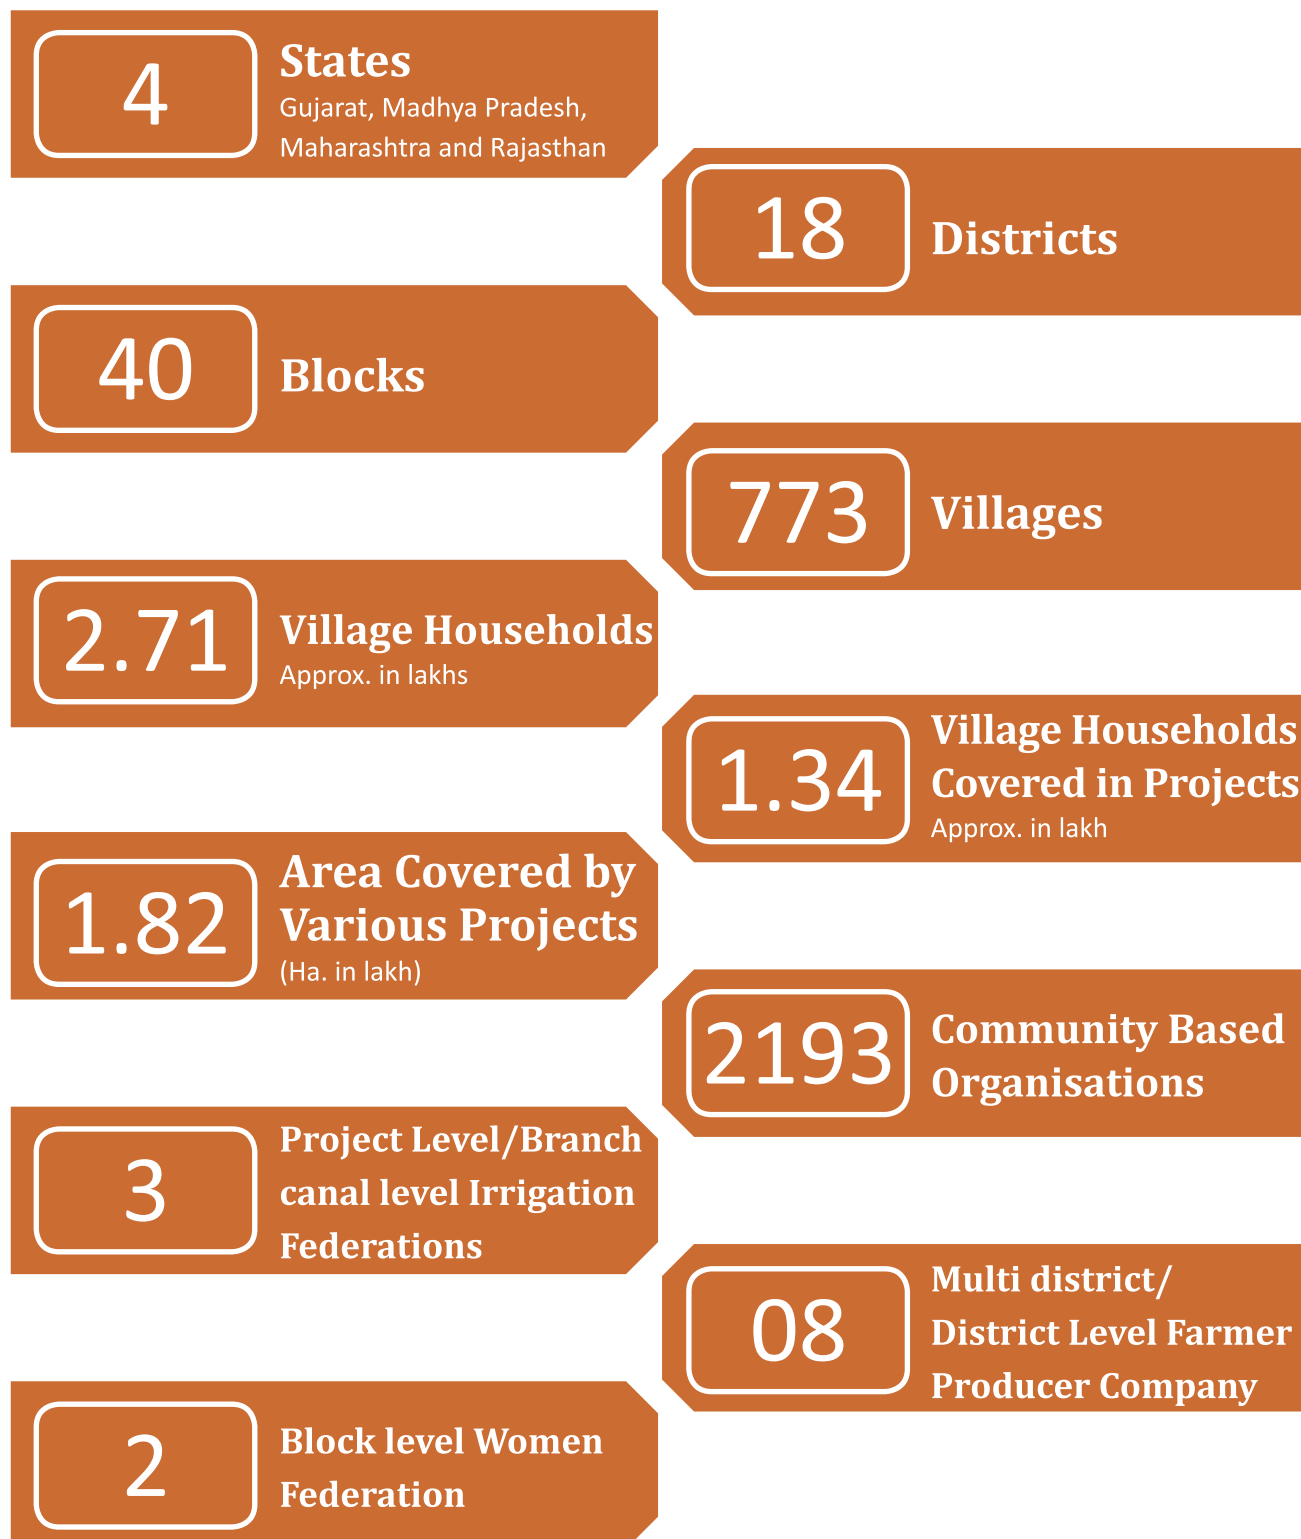 4
States
Gujarat, Madhya Pradesh,
Maharashtra and Rajasthan
18
Districts
40
Blocks
773
Villages
2.71
Village Households
Approx. in lakhs
1.34
Village Households
Covered in Projects
Approx. in lakh
1.82
Area Covered by
Various Projects
(Ha. in lakh)
2193
Community Based
Organisations
3
Project Level/Branch
canal level Irrigation
Federations
08
Multi district/
District Level Farmer
Producer Company
2
Block level Women
Federation